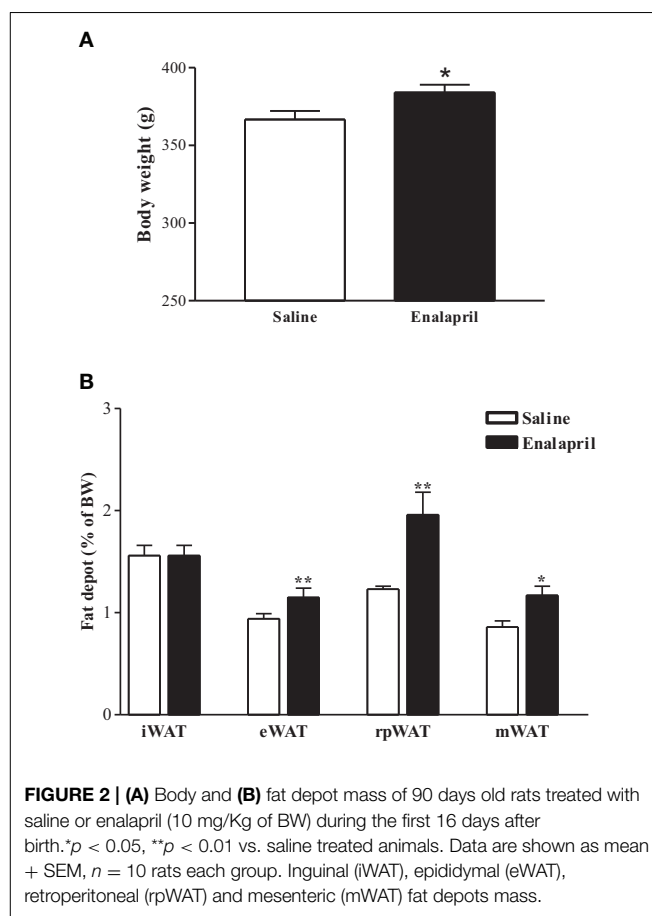 A
*
400
350
300
250
Body weight (g)
Saline Enalapril
B
Saline
Enalapril
3
2
1
0
Fat depot (% of BW)
**
**
*
iWAT eWAT rpWAT mWAT
FIGURE 2 | (A) Body and (B) fat depot mass of 90 days old rats treated with
saline or enalapril (10 mg/Kg of BW) during the first 16 days after
birth.*p < 0.05, **p < 0.01 vs. saline treated animals. Data are shown as mean
+ SEM, n = 10 rats each group. Inguinal (iWAT), epididymal (eWAT),
retroperitoneal (rpWAT) and mesenteric (mWAT) fat depots mass.